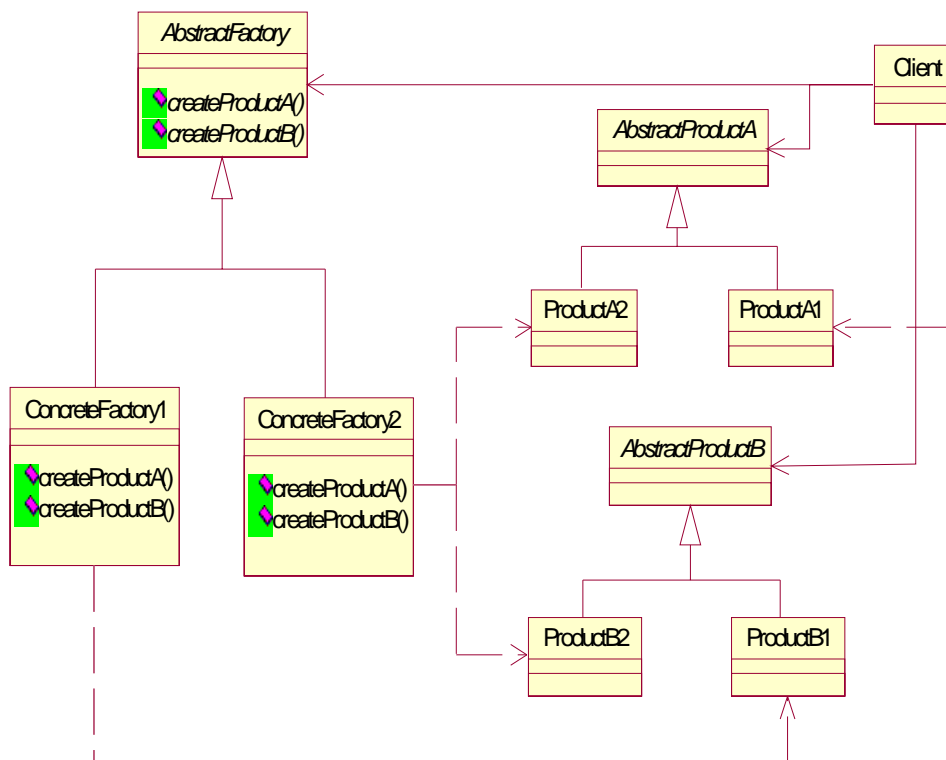 AbstractFactory
createProductA()
createProductB()
Client
AbstractProductA
ProductA2
ProductA1
ConcreteFactory1
createProductA()
createProductB()
ConcreteFactory2
createProductA()
createProductB()
AbstractProductB
ProductB2
ProductB1